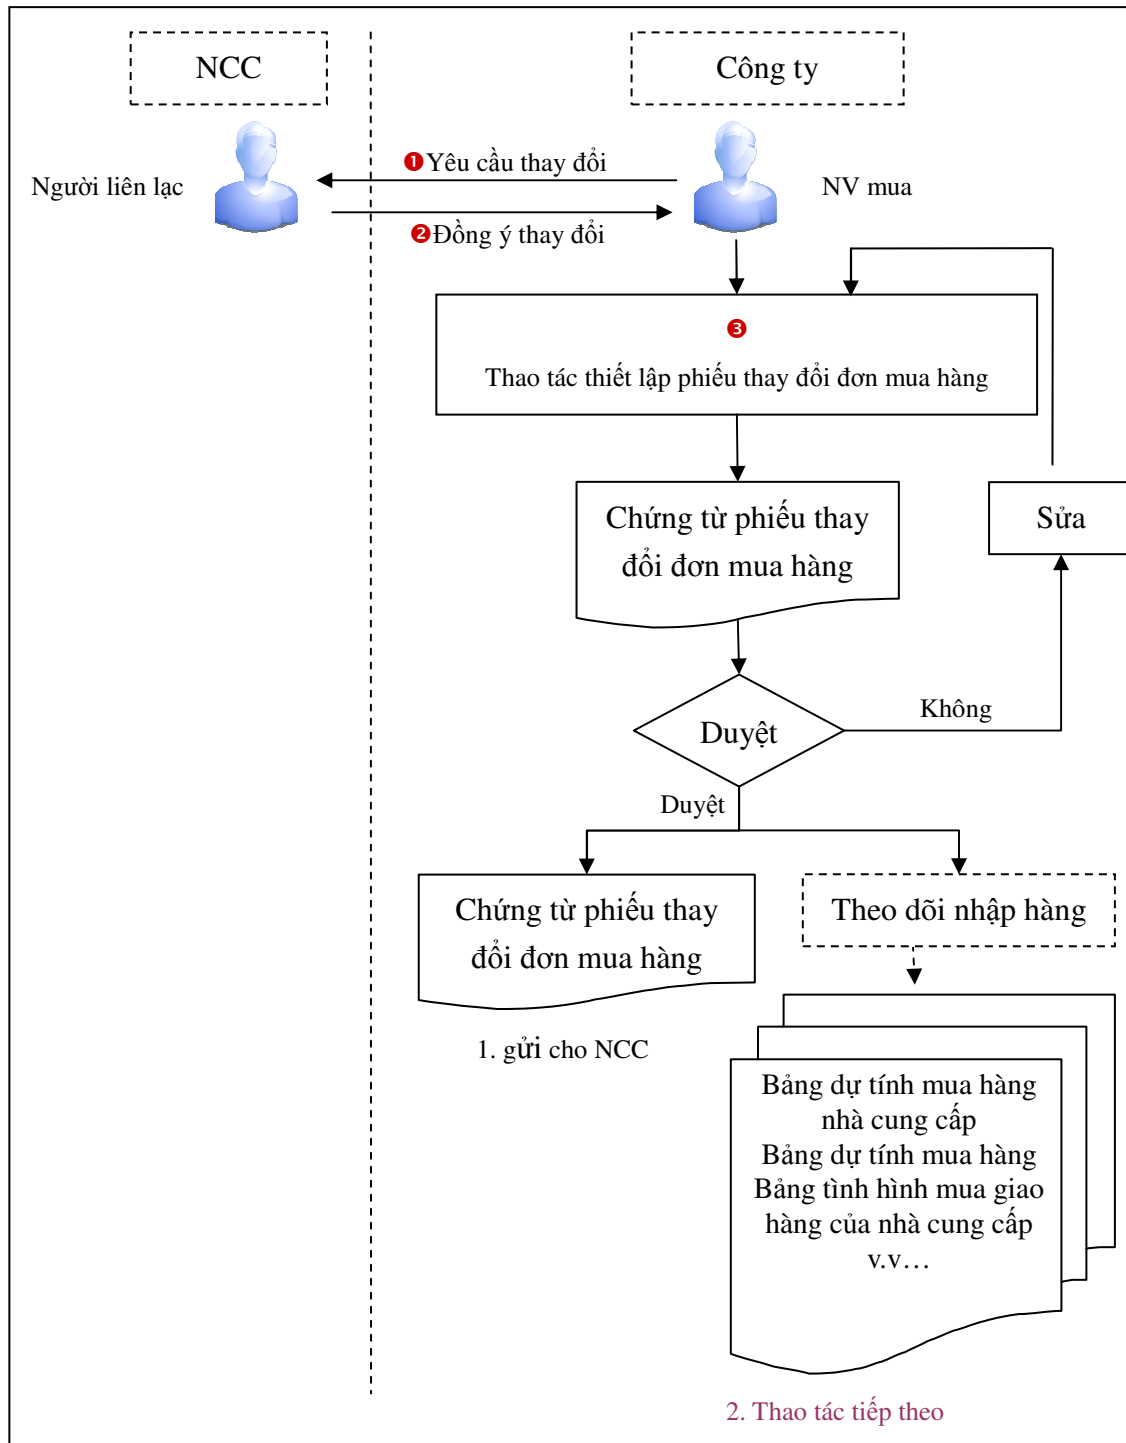 NCC
Công ty
❶Yêu cầu thay đổi
Người liên lạc
NV mua
❷Đồng ý thay đổi
❸
Thao tác thiết lập phiếu thay đổi đơn mua hàng
Chứng từ phiếu thay
đổi đơn mua hàng
Sửa
Không
Duyệt
Duyệt
Chứng từ phiếu thay
đổi đơn mua hàng
Theo dõi nhập hàng
1. gửi cho NCC
Bảng dự tính mua hàng
nhà cung cấp
Bảng dự tính mua hàng
Bảng tình hình mua giao
hàng của nhà cung cấp
v.v…
2. Thao tác tiếp theo